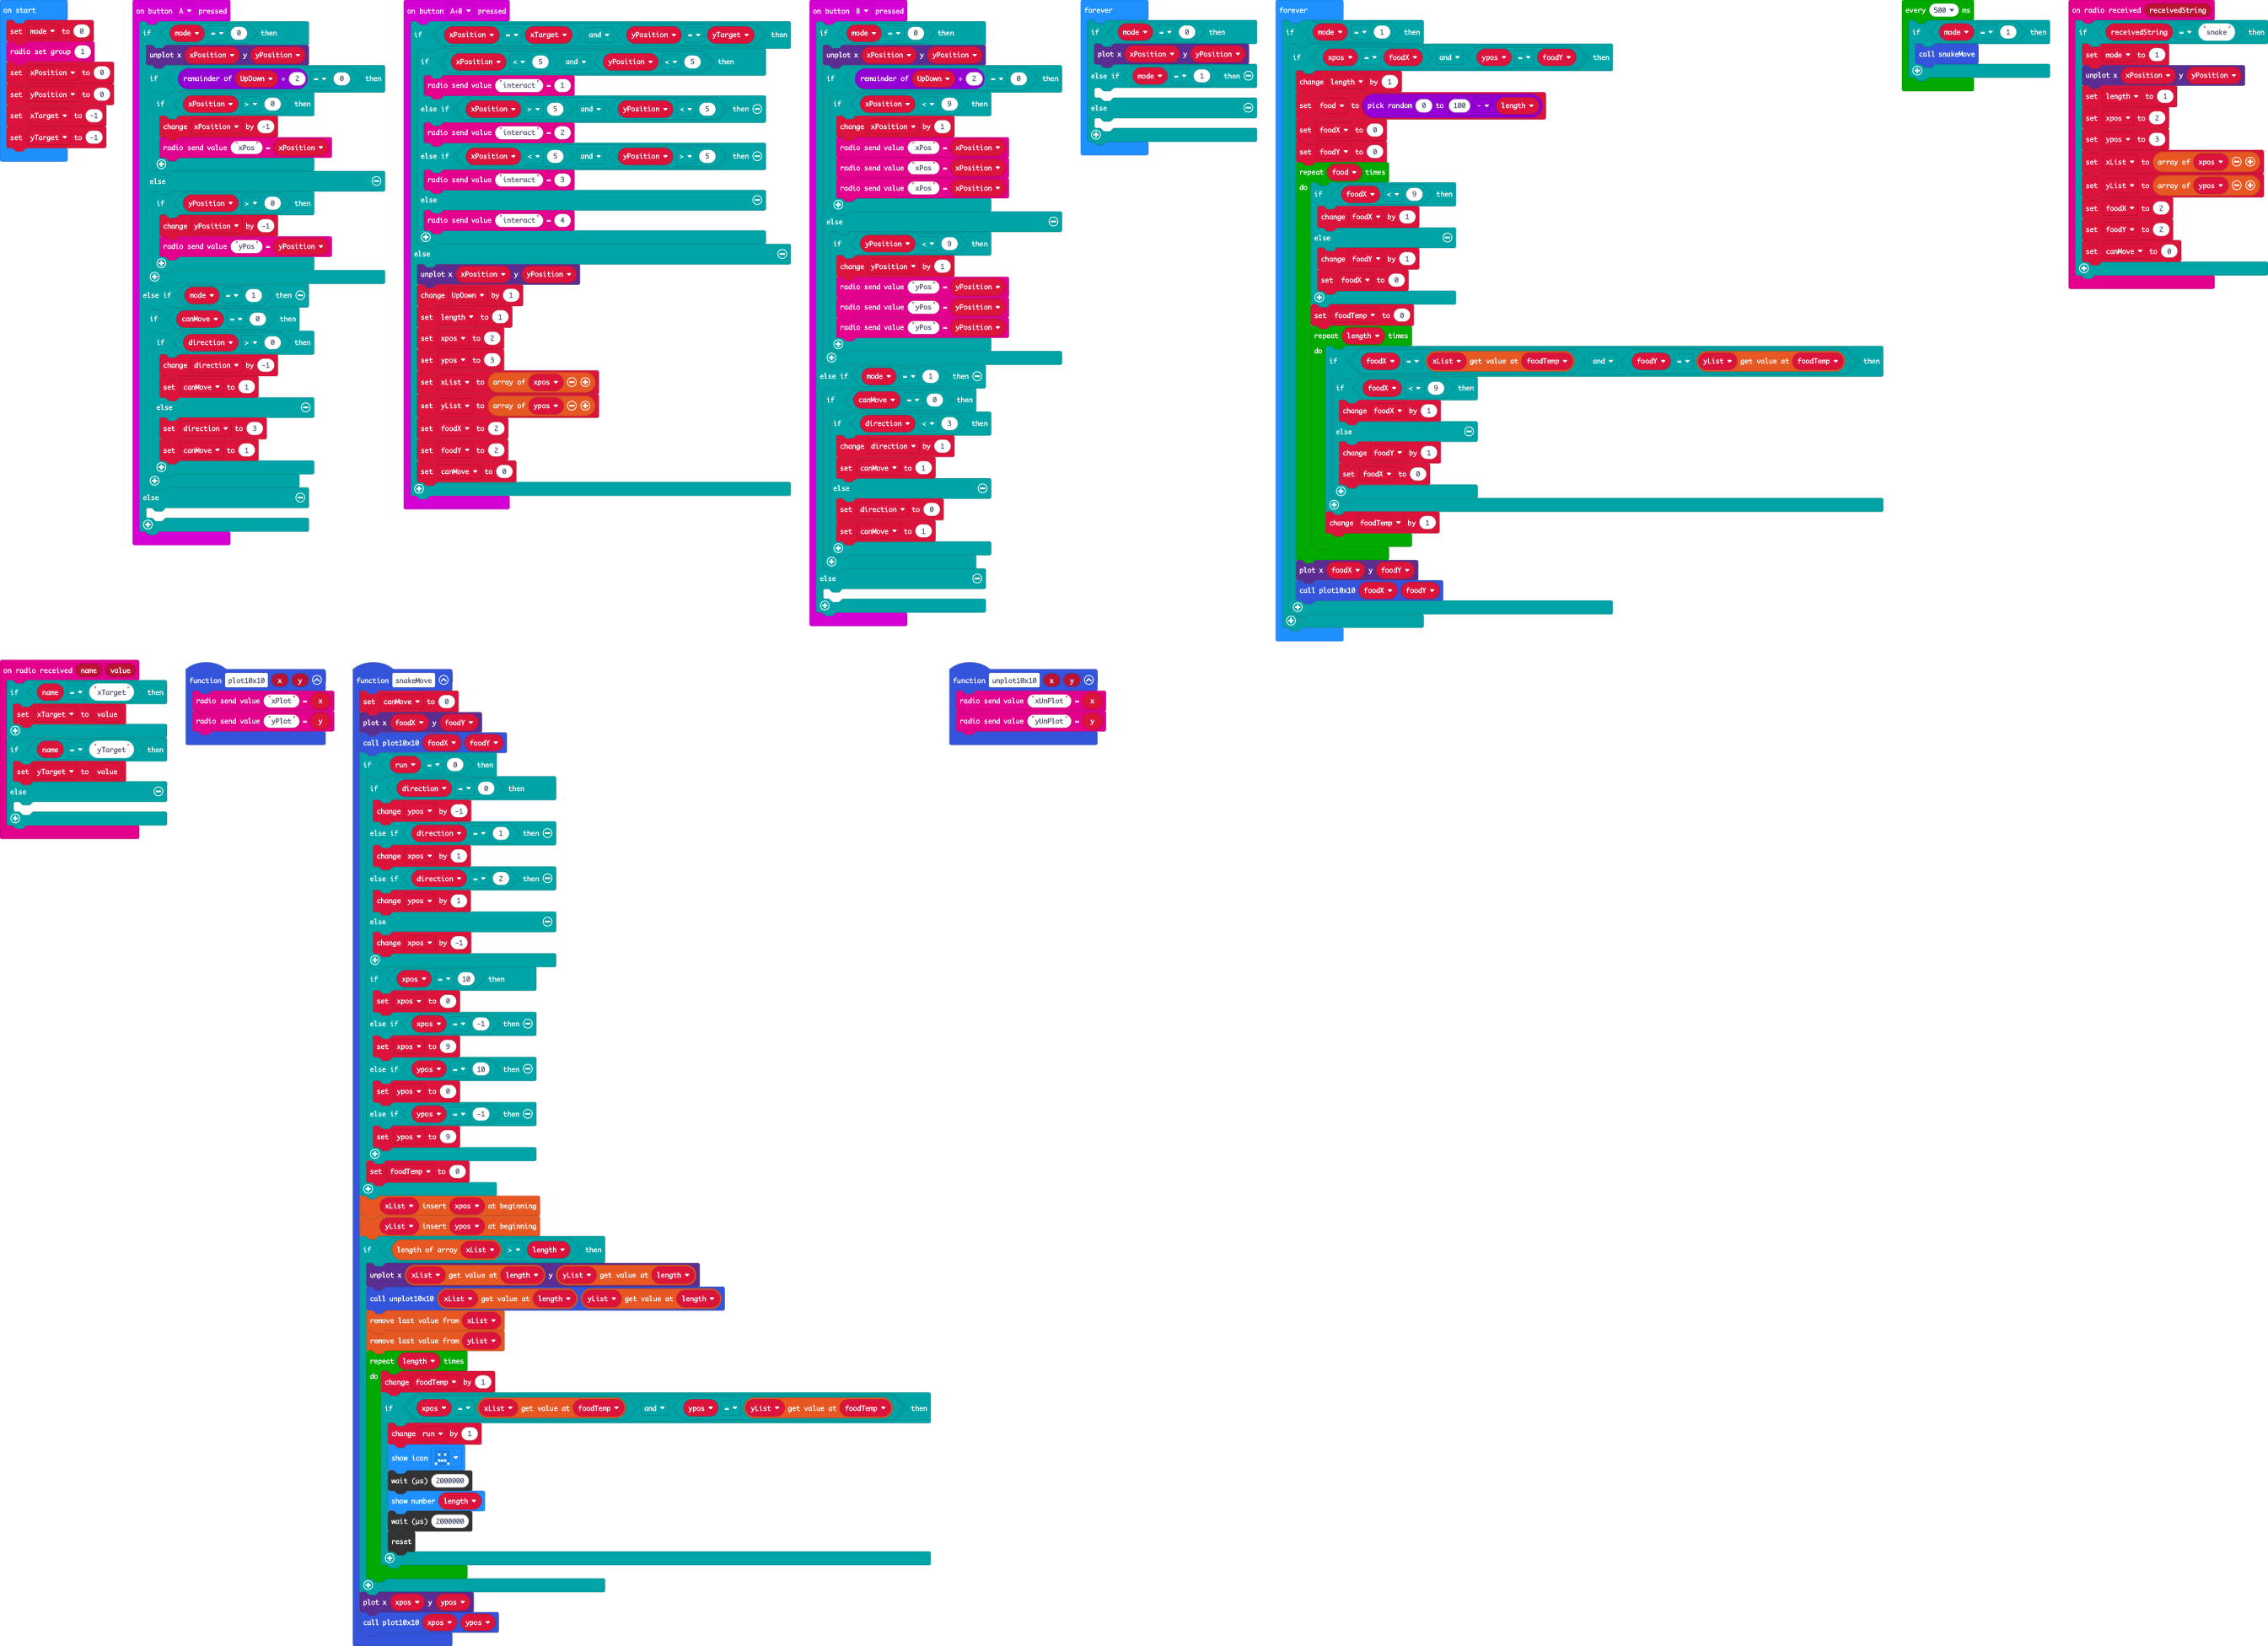 on start
set mode to 0
radio set group 1
set xPosition to 0
set yPosition to 0
set xTarget to -1
set yTarget to -1
on button A pressed
if mode = 0 then
unplot x xPosition y yPosition
if remainder of UpDown ÷ 2 = 0 then
if xPosition > 0 then
change xPosition by -1
radio send value "xPos" = xPosition
else
if yPosition > 0 then
change yPosition by -1
radio send value "yPos" = yPosition
else if mode = 1 then
if canMove = 0 then
if direction > 0 then
change direction by -1
set canMove to 1
else
set direction to 3
set canMove to 1
else
on button A+B pressed
if xPosition = xTarget and yPosition = yTarget then
if xPosition < 5 and yPosition < 5 then
radio send value "interact" = 1
else if xPosition > 5 and yPosition < 5 then
radio send value "interact" = 2
else if xPosition < 5 and yPosition > 5 then
radio send value "interact" = 3
else
radio send value "interact" = 4
else
unplot x xPosition y yPosition
change UpDown by 1
set length to 1
set xpos to 2
set ypos to 3
set xList to array of xpos
set yList to array of ypos
set foodX to 2
set foodY to 2
set canMove to 0
on button B pressed
if mode = 0 then
unplot x xPosition y yPosition
if remainder of UpDown ÷ 2 = 0 then
if xPosition < 9 then
change xPosition by 1
radio send value "xPos" = xPosition
radio send value "xPos" = xPosition
radio send value "xPos" = xPosition
else
if yPosition < 9 then
change yPosition by 1
radio send value "yPos" = yPosition
radio send value "yPos" = yPosition
radio send value "yPos" = yPosition
else if mode = 1 then
if canMove = 0 then
if direction < 3 then
change direction by 1
set canMove to 1
else
set direction to 0
set canMove to 1
else
forever
if mode = 0 then
plot x xPosition y yPosition
else if mode = 1 then
else
forever
if mode = 1 then
if xpos = foodX and ypos = foodY then
change length by 1
set food to pick random 0 to 100 - length
set foodX to 0
set foodY to 0
repeat food times
do if foodX < 9 then
change foodX by 1
else
change foodY by 1
set foodX to 0
set foodTemp to 0
repeat length times
do if foodX = xList get value at foodTemp and foodY = yList get value at foodTemp then
if foodX < 9 then
change foodX by 1
else
change foodY by 1
set foodX to 0
change foodTemp by 1
plot x foodX y foodY
call plot10x10 foodX foodY
every 500 ms
if mode = 1 then
call snakeMove
on radio received receivedString
if receivedString = "snake" then
set mode to 1
unplot x xPosition y yPosition
set length to 1
set xpos to 2
set ypos to 3
set xList to array of xpos
set yList to array of ypos
set foodX to 2
set foodY to 2
set canMove to 0
on radio received name value
if name = "xTarget" then
set xTarget to value
if name = "yTarget" then
set yTarget to value
else
function plot10x10 x y
radio send value "xPlot" = x
radio send value "yPlot" = y
function snakeMove
set canMove to 0
plot x foodX y foodY
call plot10x10 foodX foodY
if run = 0 then
if direction = 0 then
change ypos by -1
else if direction = 1 then
change xpos by 1
else if direction = 2 then
change ypos by 1
else
change xpos by -1
if xpos = 10 then
set xpos to 0
else if xpos = -1 then
set xpos to 9
else if ypos = 10 then
set ypos to 0
else if ypos = -1 then
set ypos to 9
set foodTemp to 0
xList insert xpos at beginning
yList insert ypos at beginning
if length of array xList > length then
unplot x xList get value at length y yList get value at length
call unplot10x10 xList get value at length yList get value at length
remove last value from xList
remove last value from yList
repeat length times
do change foodTemp by 1
if xpos = xList get value at foodTemp and ypos = yList get value at foodTemp then
change run by 1
show icon
wait (µs) 2000000
show number length
wait (µs) 2000000
reset
plot x xpos y ypos
call plot10x10 xpos ypos
function unplot10x10 x y
radio send value "xUnPlot" = x
radio send value "yUnPlot" = y